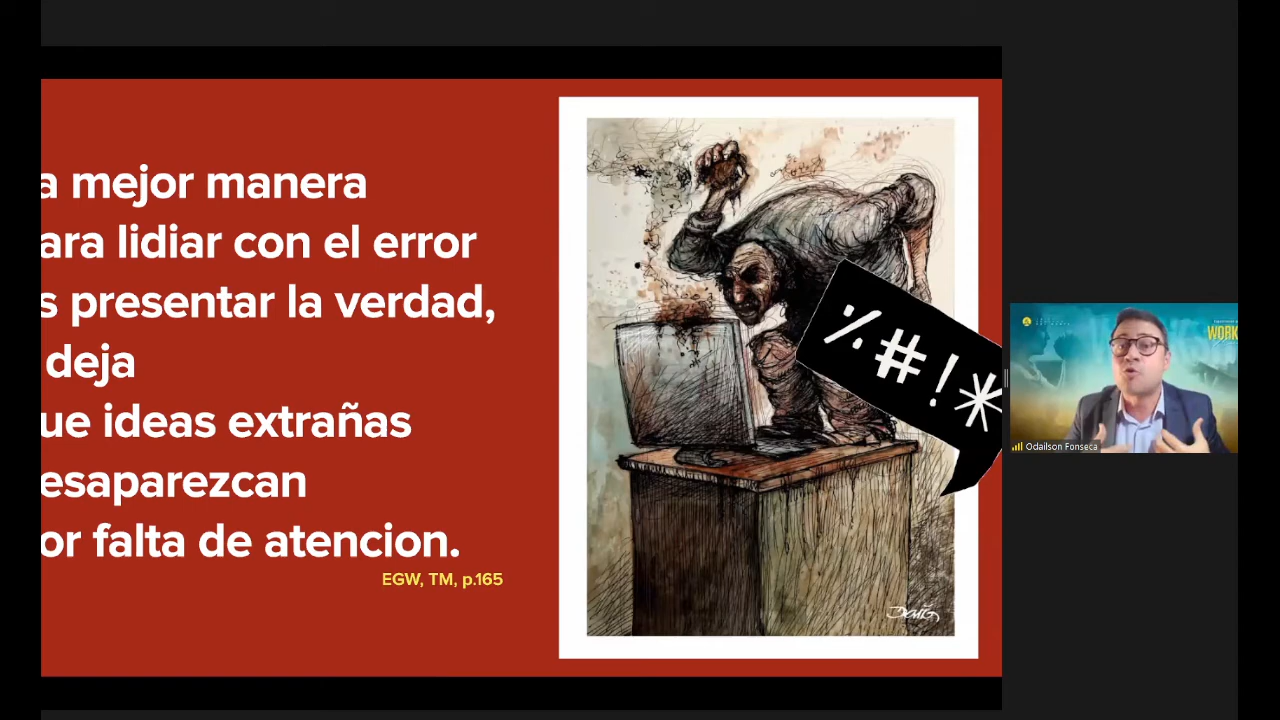 a mejor manera
ara lidiar con el error
s presentar la verdad,
deja
ue ideas extrañas
esaparezcan
or falta de atencion.
EGW, TM, p.165
%#!*
WORK
Odailson Fonseca